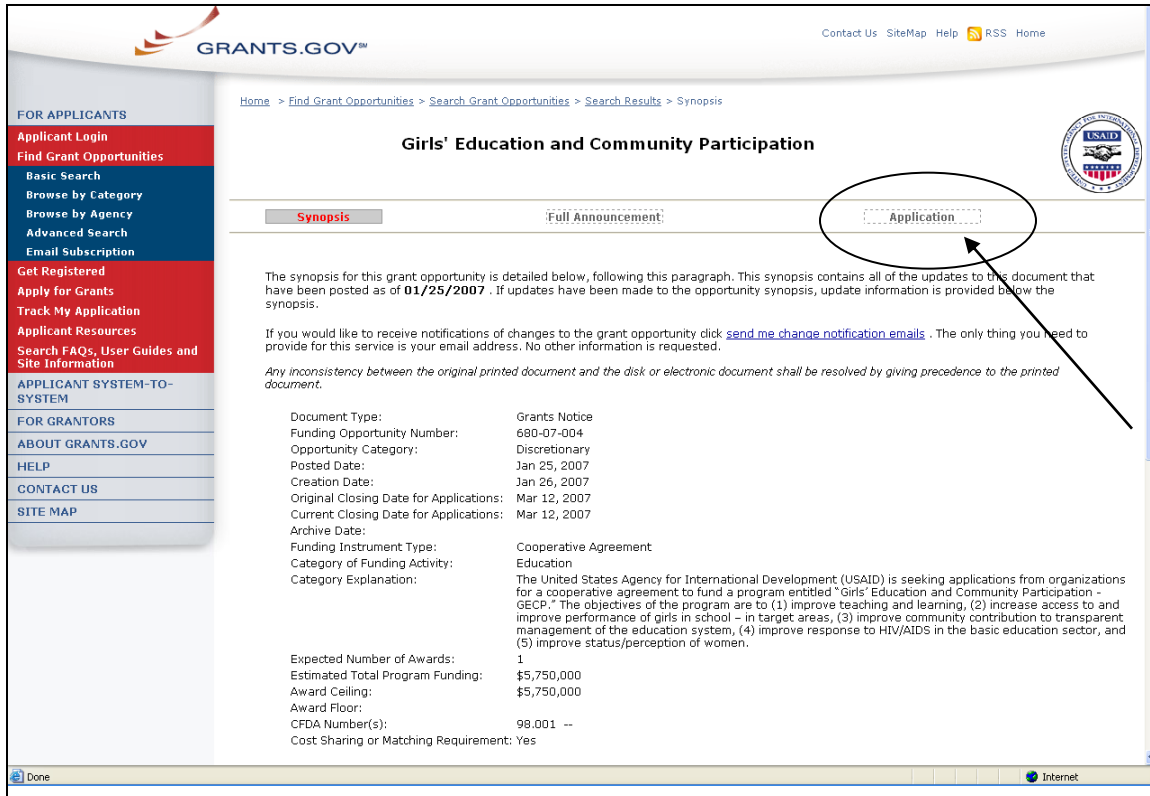 GRANTS.GOV℠
Contact Us SiteMap Help RSS Home
FOR APPLICANTS
Applicant Login
Find Grant Opportunities
Basic Search
Browse by Category
Browse by Agency
Advanced Search
Email Subscription
Get Registered
Apply for Grants
Track My Application
Applicant Resources
Search FAQs, User Guides and
Site Information
APPLICANT SYSTEM-TO-
SYSTEM
FOR GRANTORS
ABOUT GRANTS.GOV
HELP
CONTACT US
SITE MAP
Home > Find Grant Opportunities > Search Grant Opportunities > Search Results > Synopsis
Girls' Education and Community Participation
USAID
Synopsis Full Announcement Application
The synopsis for this grant opportunity is detailed below, following this paragraph. This synopsis contains all of the updates to this document that
have been posted as of 01/25/2007 . If updates have been made to the opportunity synopsis, update information is provided below the
synopsis.
If you would like to receive notifications of changes to the grant opportunity click send me change notification emails . The only thing you need to
provide for this service is your email address. No other information is requested.
Any inconsistency between the original printed document and the disk or electronic document shall be resolved by giving precedence to the printed
document.
Document Type: Grants Notice
Funding Opportunity Number: 680-07-004
Opportunity Category: Discretionary
Posted Date: Jan 25, 2007
Creation Date: Jan 26, 2007
Original Closing Date for Applications: Mar 12, 2007
Current Closing Date for Applications: Mar 12, 2007
Archive Date:
Funding Instrument Type: Cooperative Agreement
Category of Funding Activity: Education
Category Explanation: The United States Agency for International Development (USAID) is seeking applications from organizations
for a cooperative agreement to fund a program entitled “Girls’ Education and Community Participation -
GECP.” The objectives of the program are to (1) improve teaching and learning, (2) increase access to and
improve performance of girls in school – in target areas, (3) improve community contribution to transparent
management of the education system, (4) improve response to HIV/AIDS in the basic education sector, and
(5) improve status/perception of women.
Expected Number of Awards: 1
Estimated Total Program Funding: $5,750,000
Award Ceiling: $5,750,000
Award Floor:
CFDA Number(s): 98.001 --
Cost Sharing or Matching Requirement: Yes
Done Internet